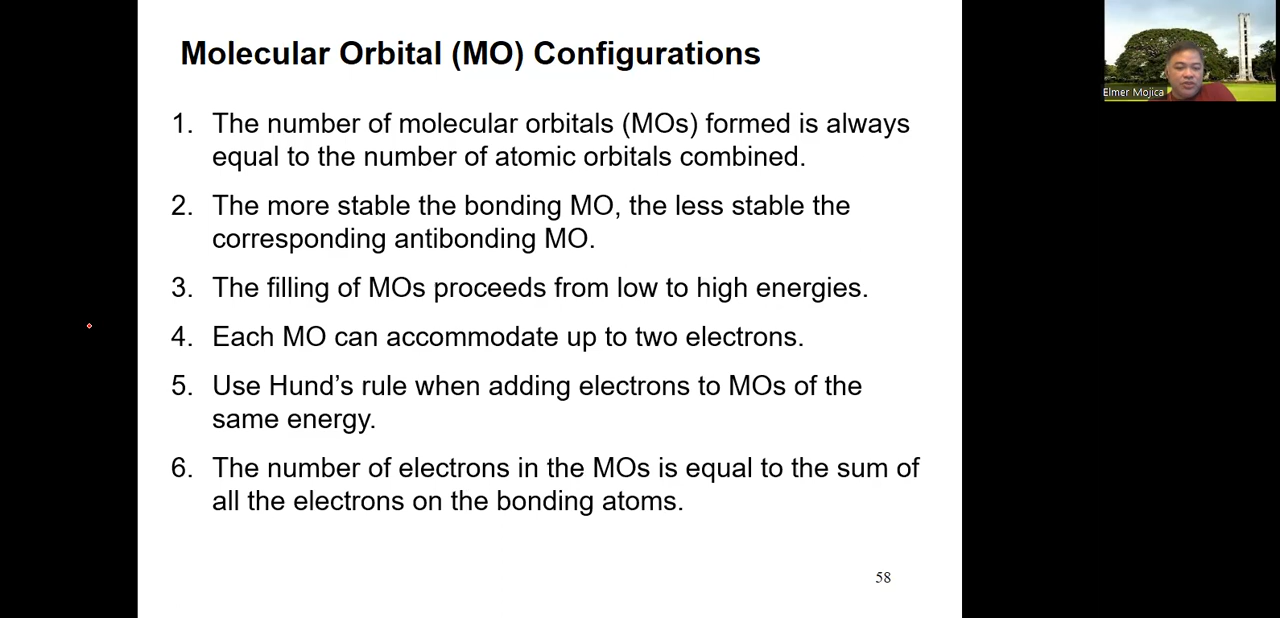 Molecular Orbital (MO) Configurations
1. The number of molecular orbitals (MOs) formed is always
equal to the number of atomic orbitals combined.
2. The more stable the bonding MO, the less stable the
corresponding antibonding MO.
3. The filling of MOs proceeds from low to high energies.
4. Each MO can accommodate up to two electrons.
5. Use Hund’s rule when adding electrons to MOs of the
same energy.
6. The number of electrons in the MOs is equal to the sum of
all the electrons on the bonding atoms.
58
Elmer Mojica